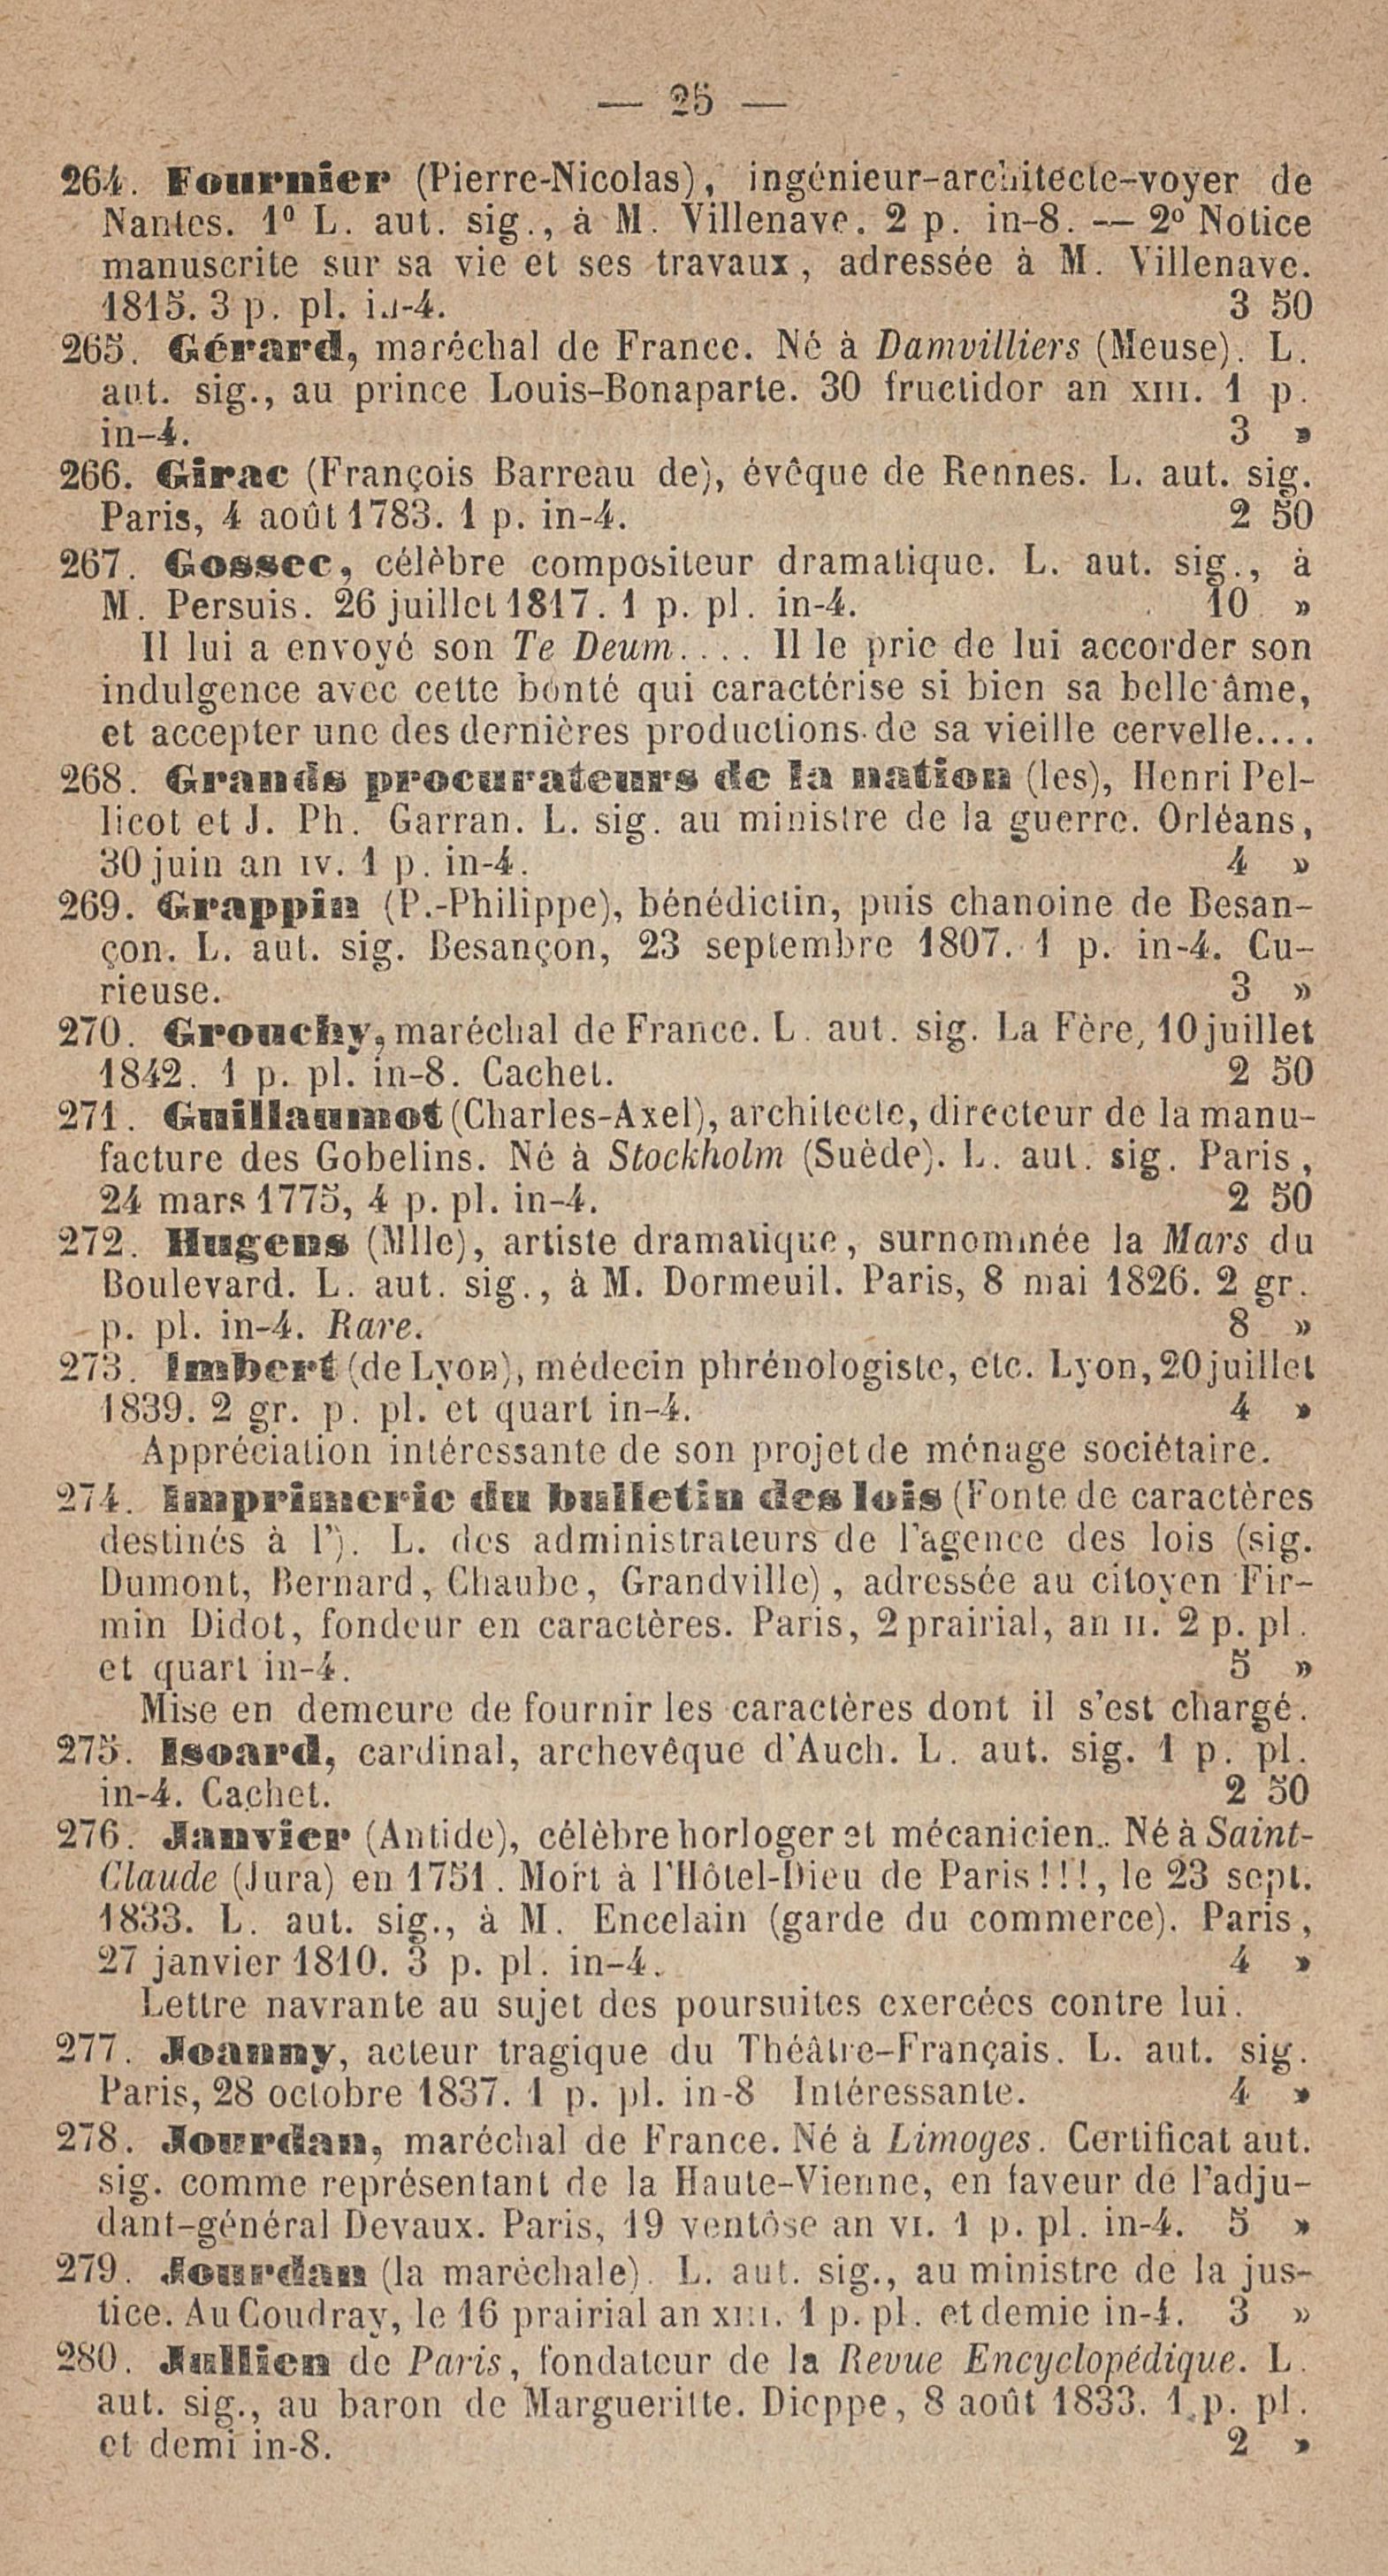 — 25 —
264. Fournier (Pierre-Nicolas), ingénieur-architecte-voyer de
Nantes. 1º L. aut. sig., à M. Villenave. 2 p. in-8. — 2º Notice
manuscrite sur sa vie et ses travaux, adressée à M. Villenave.
1815. 3 p. pl. in-4. 3 50
265. Gérard, maréchal de France. Né à Damvilliers (Meuse). L.
aut. sig., au prince Louis-Bonaparte. 30 fructidor an XIII. 1 p.
in-4. 3 »
266. Girac (François Barreau de), évêque de Rennes. L. aut. sig.
Paris, 4 août 1783. 1 p. in-4. 2 50
267. Gossec, célèbre compositeur dramatique. L. aut. sig., à
M. Persuis. 26 juillet 1817. 1 p. pl. in-4. 10 »
Il lui a envoyé son Te Deum.... Il le prie de lui accorder son
indulgence avec cette bonté qui caractérise si bien sa belle âme,
et accepter une des dernières productions de sa vieille cervelle....
268. Grands procurateurs de la nation (les), Henri Pel-
licot et J. Ph. Garran. L. sig. au ministre de la guerre. Orléans,
30 juin an IV. 1 p. in-4. 4 »
269. Grappin (P.-Philippe), bénédictin, puis chanoine de Besan-
çon. L. aut. sig. Besançon, 23 septembre 1807. 1 p. in-4. Cu-
rieuse. 3 »
270. Grouchy, maréchal de France. L. aut. sig. La Fère, 10 juillet
1842. 1 p. pl. in-8. Cachet. 2 50
271. Guillaumot (Charles-Axel), architecte, directeur de la manu-
facture des Gobelins. Né à Stockholm (Suède). L. aut. sig. Paris,
24 mars 1775, 4 p. pl. in-4. 2 50
272. Hugens (Mlle), artiste dramatique, surnommée la Mars du
Boulevard. L. aut. sig., à M. Dormeuil. Paris, 8 mai 1826. 2 gr.
p. pl. in-4. Rare. 8 »
273. Imbert (de Lyon), médecin phrénologiste, etc. Lyon, 20 juillet
1839. 2 gr. p. pl. et quart in-4. 4 »
Appréciation intéressante de son projet de ménage sociétaire.
274. Imprimerie du bulletin des lois (Fonte de caractères
destinés à l'). L. des administrateurs de l'agence des lois (sig.
Dumont, Bernard, Chaube, Grandville), adressée au citoyen Fir-
min Didot, fondeur en caractères. Paris, 2 prairial, an II. 2 p. pl.
et quart in-4. 5 »
Mise en demeure de fournir les caractères dont il s'est chargé.
275. Isoard, cardinal, archevêque d'Auch. L. aut. sig. 1 p. pl.
in-4. Cachet. 2 50
276. Janvier (Antide), célèbre horloger et mécanicien. Né à Saint-
Claude (Jura) en 1751. Mort à l'Hôtel-Dieu de Paris!!!, le 23 sept.
1833. L. aut. sig., à M. Encelain (garde du commerce). Paris,
27 janvier 1810. 3 p. pl. in-4. 4 »
Lettre navrante au sujet des poursuites exercées contre lui.
277. Joanny, acteur tragique du Théâtre-Français. L. aut. sig.
Paris, 28 octobre 1837. 1 p. pl. in-8 Intéressante. 4 »
278. Jourdan, maréchal de France. Né à Limoges. Certificat aut.
sig. comme représentant de la Haute-Vienne, en faveur de l'adju-
dant-général Devaux. Paris, 19 ventôse an VI. 1 p. pl. in-4. 5 »
279. Jourdan (la maréchale). L. aut. sig., au ministre de la jus-
tice. Au Coudray, le 16 prairial an XIII. 1 p. pl. et demie in-4. 3 »
280. Jullien de Paris, fondateur de la Revue Encyclopédique. L.
aut. sig., au baron de Margueritte. Dieppe, 8 août 1833. 1 p. pl.
et demi in-8. 2 »